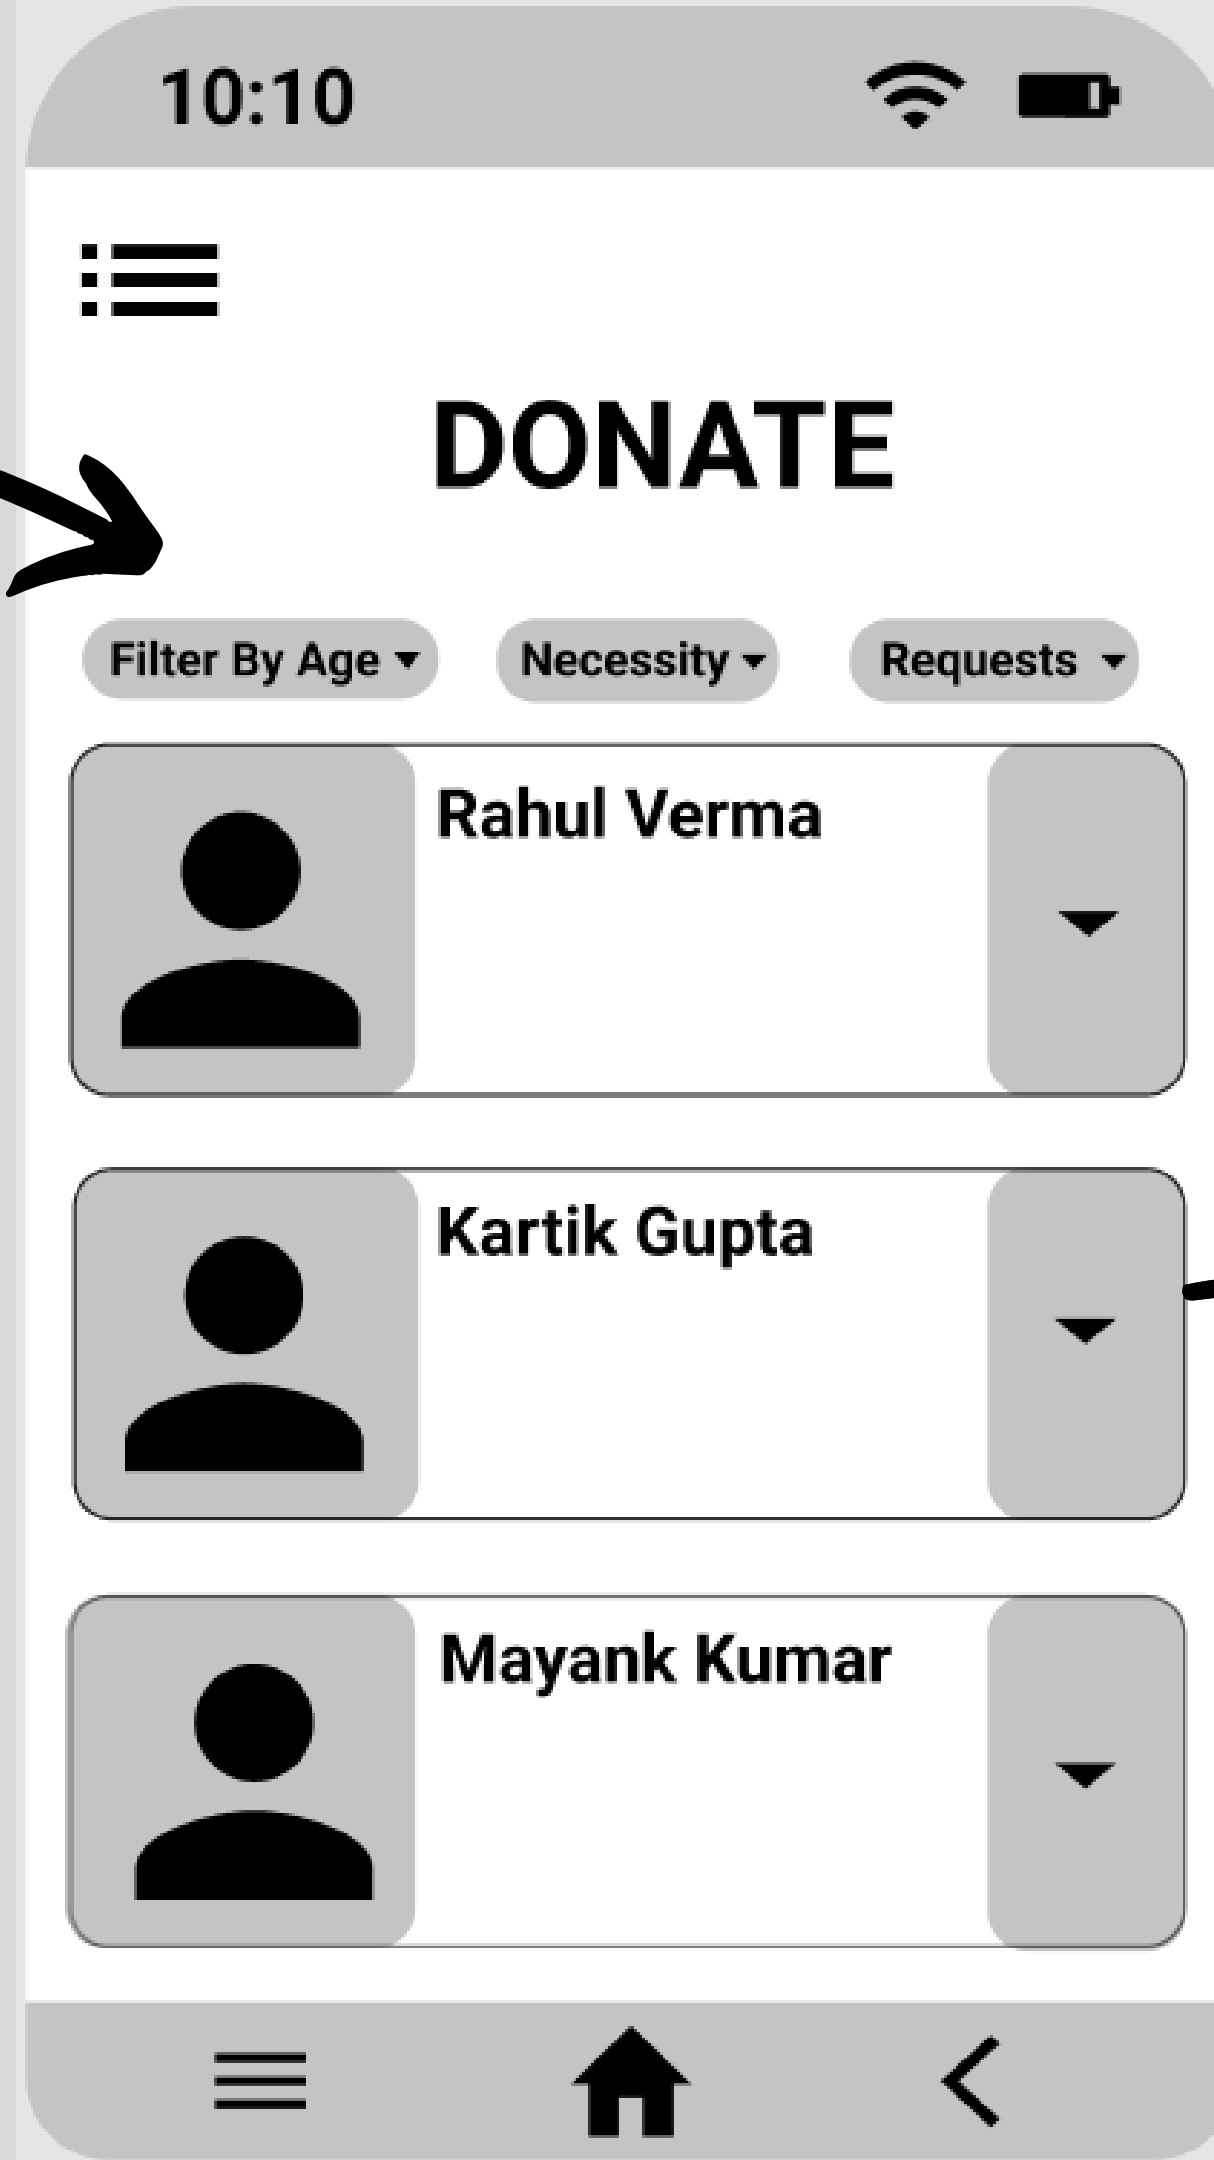 10:10
DONATE
Filter By Age Necessity Requests
Rahul Verma
Kartik Gupta
Mayank Kumar